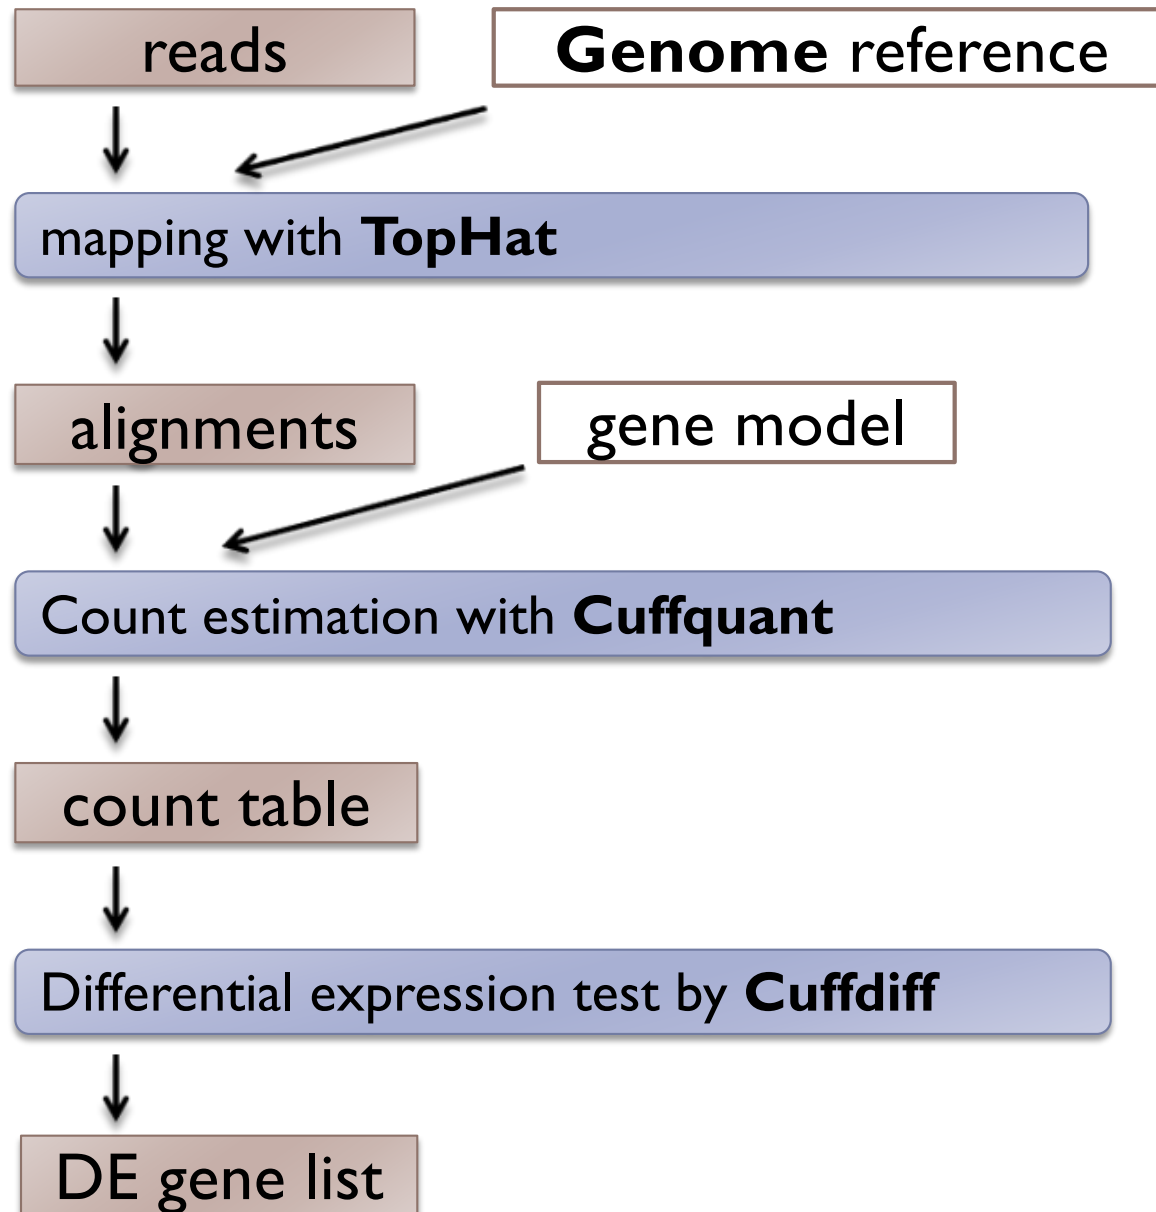 reads
Genome reference
mapping with TopHat
alignments
gene model
Count estimation with Cuffquant
count table
Differential expression test by Cuffdiff
DE gene list